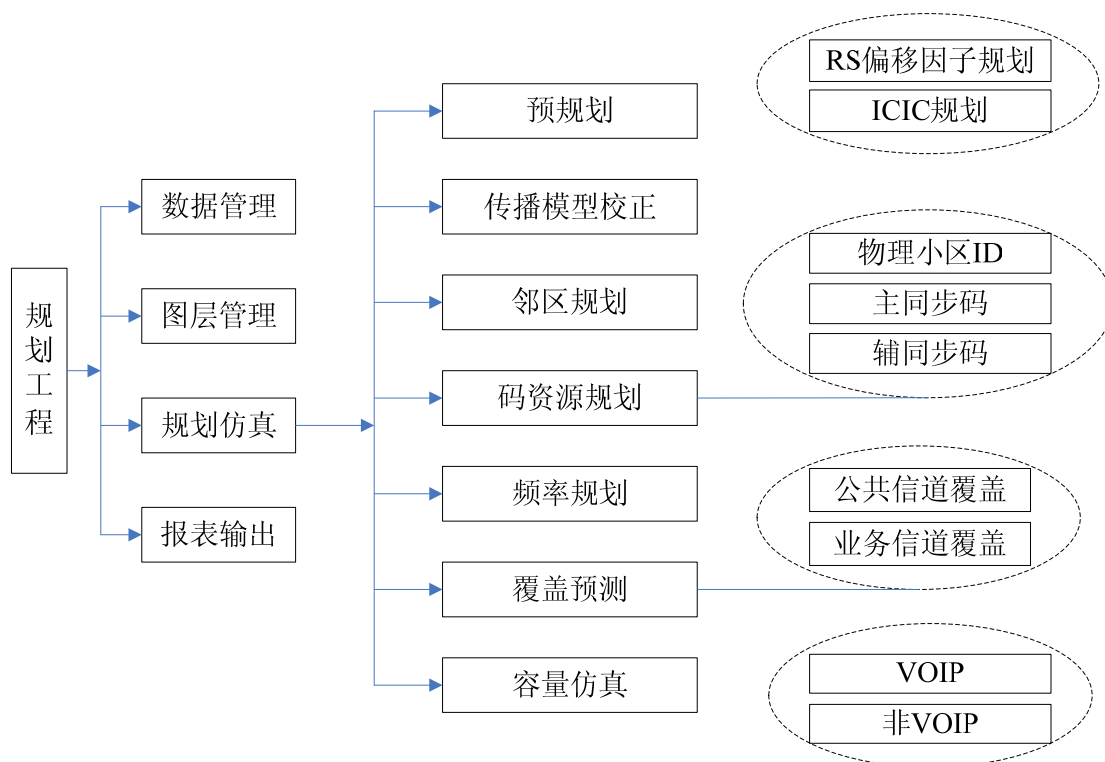 规划工程
数据管理
图层管理
规划仿真
报表输出
预规划
传播模型校正
邻区规划
码资源规划
频率规划
覆盖预测
容量仿真
RS偏移因子规划
ICIC规划
物理小区ID
主同步码
辅同步码
公共信道覆盖
业务信道覆盖
VOIP
非VOIP